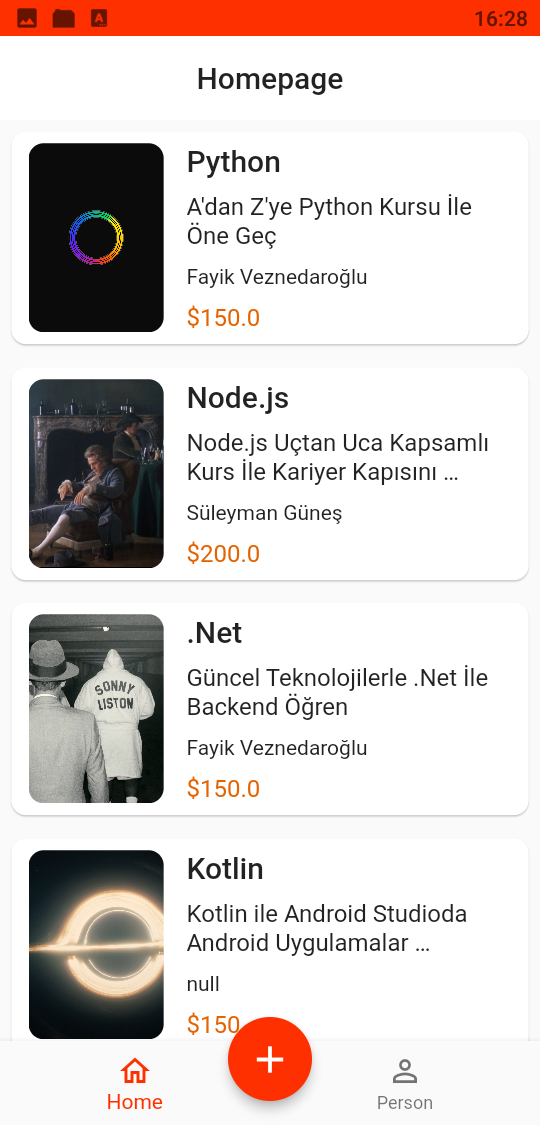 16:28
Homepage
Python
A'dan Z'ye Python Kursu İle
Öne Geç
Fayik Veznedaroğlu
$150.0
Node.js
Node.js Uçtan Uca Kapsamlı
Kurs İle Kariyer Kapısını …
Süleyman Güneş
$200.0
SONNY
LISTON
.Net
Güncel Teknolojilerle .Net İle
Backend Öğren
Fayik Veznedaroğlu
$150.0
Kotlin
Kotlin ile Android Studioda
Android Uygulamalar …
null
$150
Home
Person